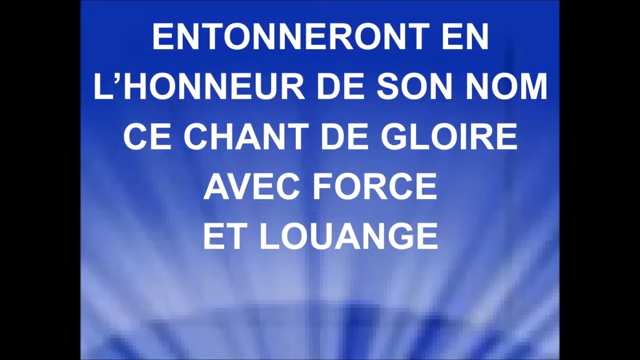 ENTONNERONT EN
L’HONNEUR DE SON NOM
CE CHANT DE GLOIRE
AVEC FORCE
ET LOUANGE